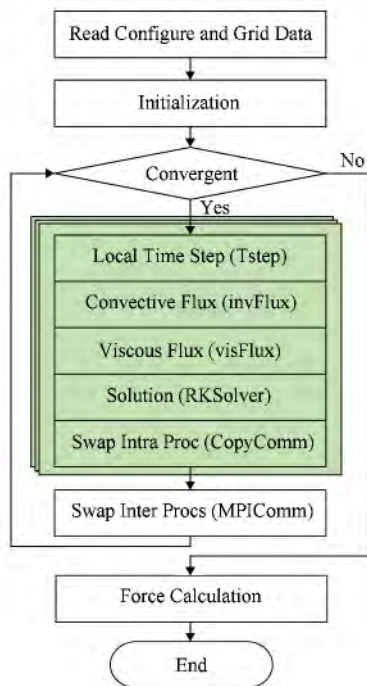 Read Configure and Grid Data
Initialization
Convergent
No
Yes
Local Time Step (Tstep)
Convective Flux (invFlux)
Viscous Flux (visFlux)
Solution (RKSolver)
Swap Intra Proc (CopyComm)
Swap Inter Procs (MPIComm)
Force Calculation
End